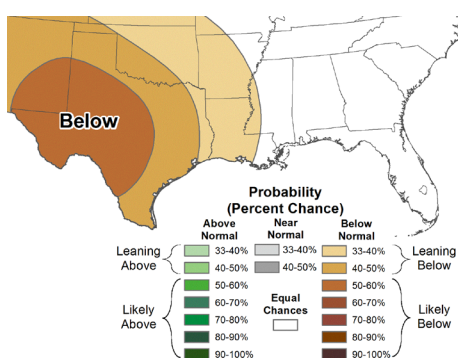 Below
Probability
(Percent Chance)
Above Normal
Near Normal
Below Normal
Leaning Above
33-40%
33-40%
33-40%
Leaning Below
40-50%
40-50%
40-50%
Likely Above
50-60%
Equal Chances
50-60%
Likely Below
60-70%
60-70%
70-80%
70-80%
80-90%
80-90%
90-100%
90-100%